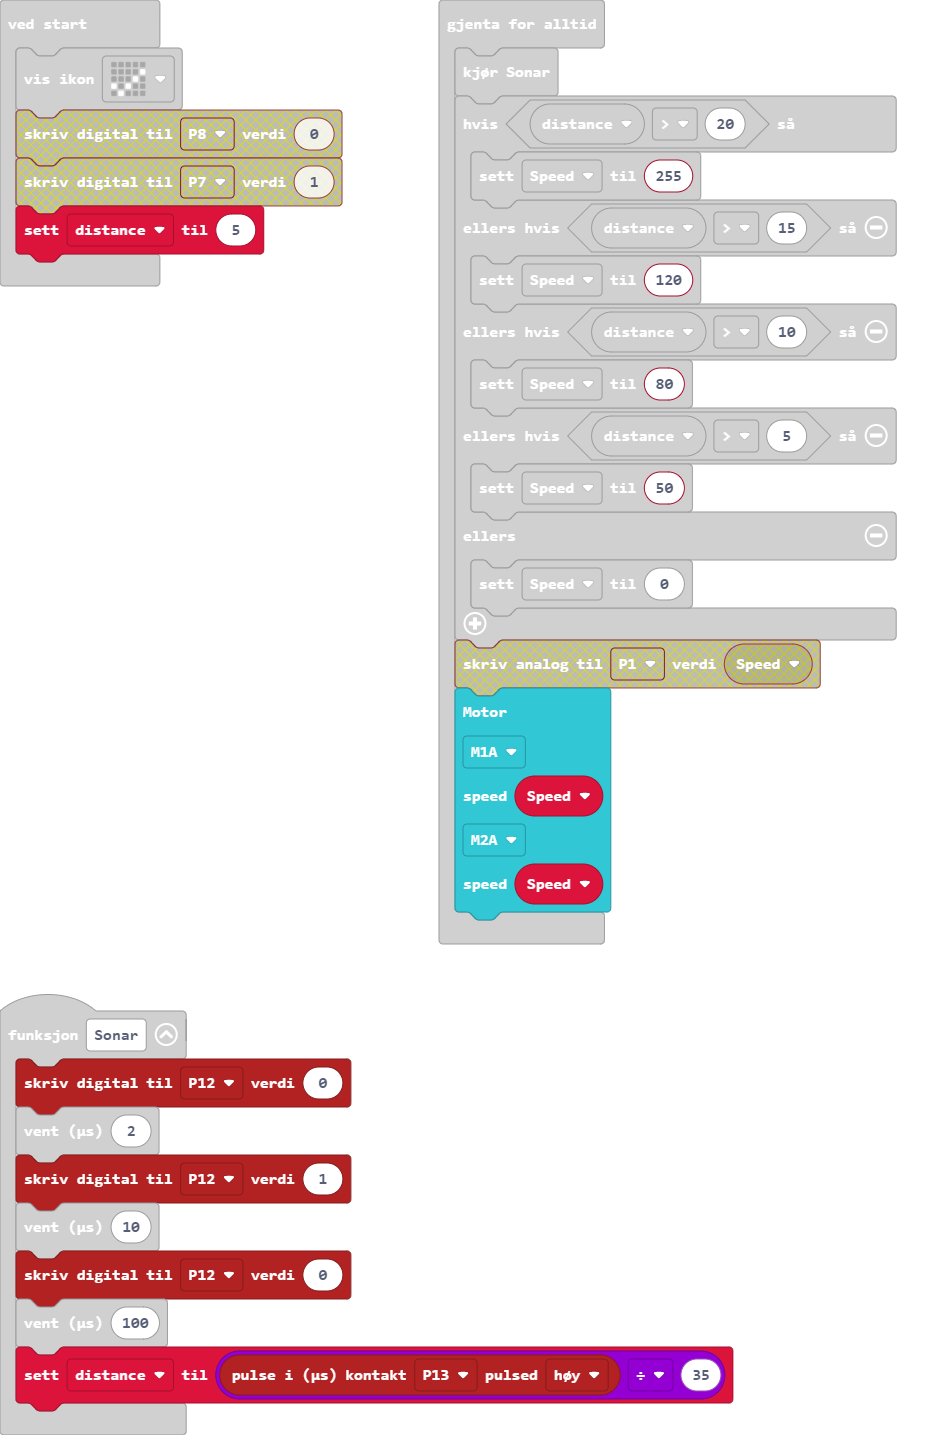 ved start
vis ikon
skriv digital til P8 verdi 0
skriv digital til P7 verdi 1
sett distance til 5
gjenta for alltid
kjør Sonar
hvis distance > 20 så
sett Speed til 255
ellers hvis distance > 15 så
sett Speed til 120
ellers hvis distance > 10 så
sett Speed til 80
ellers hvis distance > 5 så
sett Speed til 50
ellers
sett Speed til 0
skriv analog til P1 verdi Speed
Motor
M1A
speed Speed
M2A
speed Speed
funksjon Sonar
skriv digital til P12 verdi 0
vent (µs) 2
skriv digital til P12 verdi 1
vent (µs) 10
skriv digital til P12 verdi 0
vent (µs) 100
sett distance til pulse i (µs) kontakt P13 pulsed høy ÷ 35